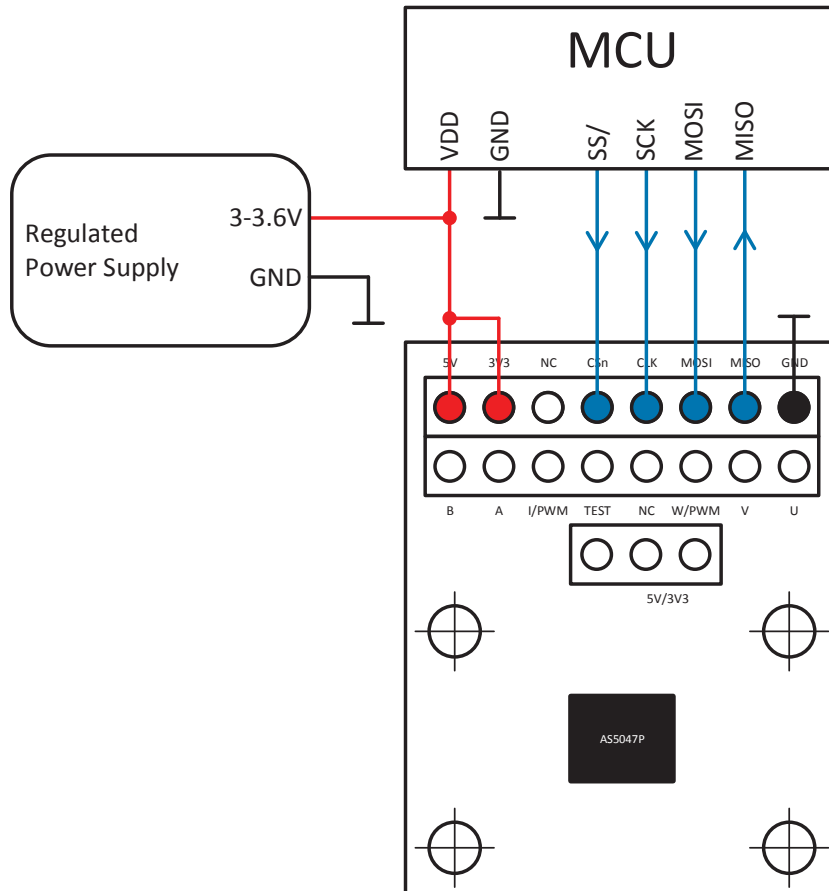 MCU
VDD
GND
SS/
SCK
MOSI
MISO
3-3.6V
Regulated
Power Supply
GND
5V 3V3 NC CSn CLK MOSI MISO GND
B A I/PWM TEST NC W/PWM V U
5V/3V3
AS5047P